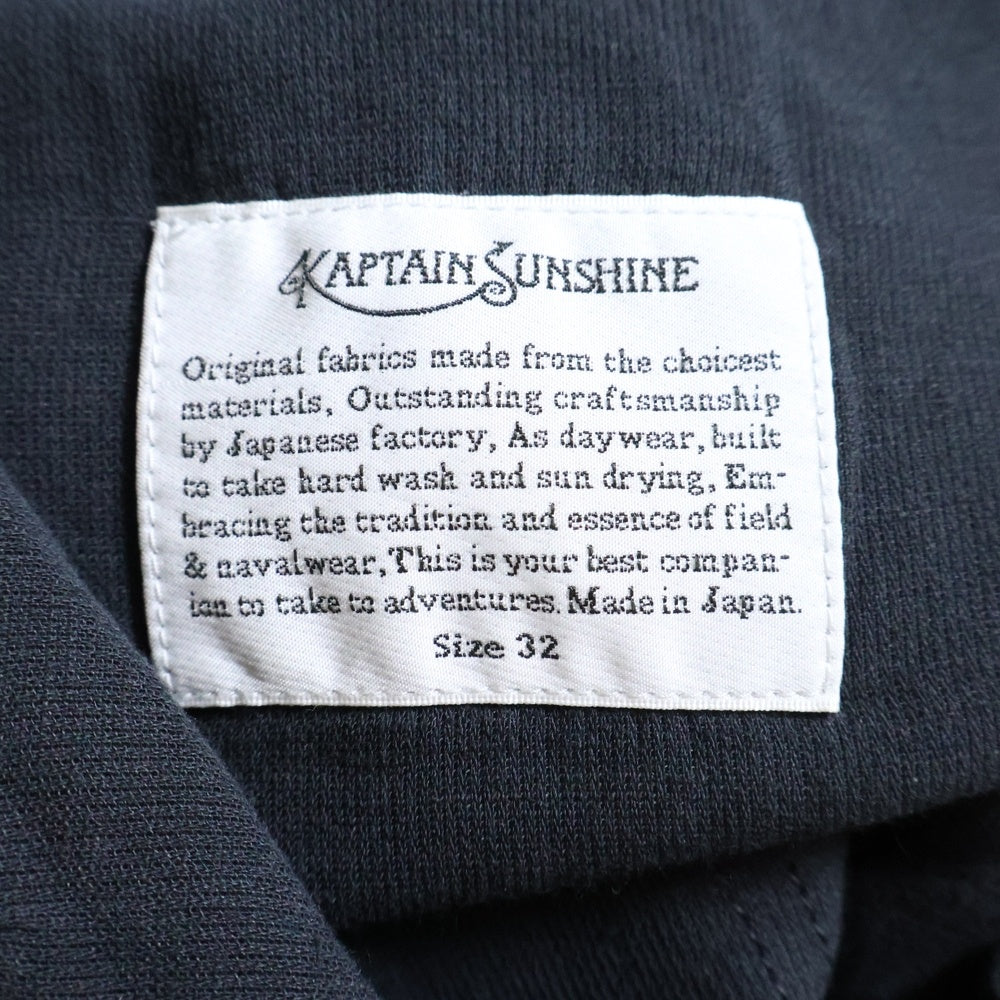 KAPTAIN SUNSHINE
Original fabrics made from the choicest
materials, Outstanding craftsmanship
by Japanese factory, As daywear, built
to take hard wash and sun drying, Em-
bracing the tradition and essence of field
& navalwear, This is your best compan-
ion to take to adventures. Made in Japan.
Size 32